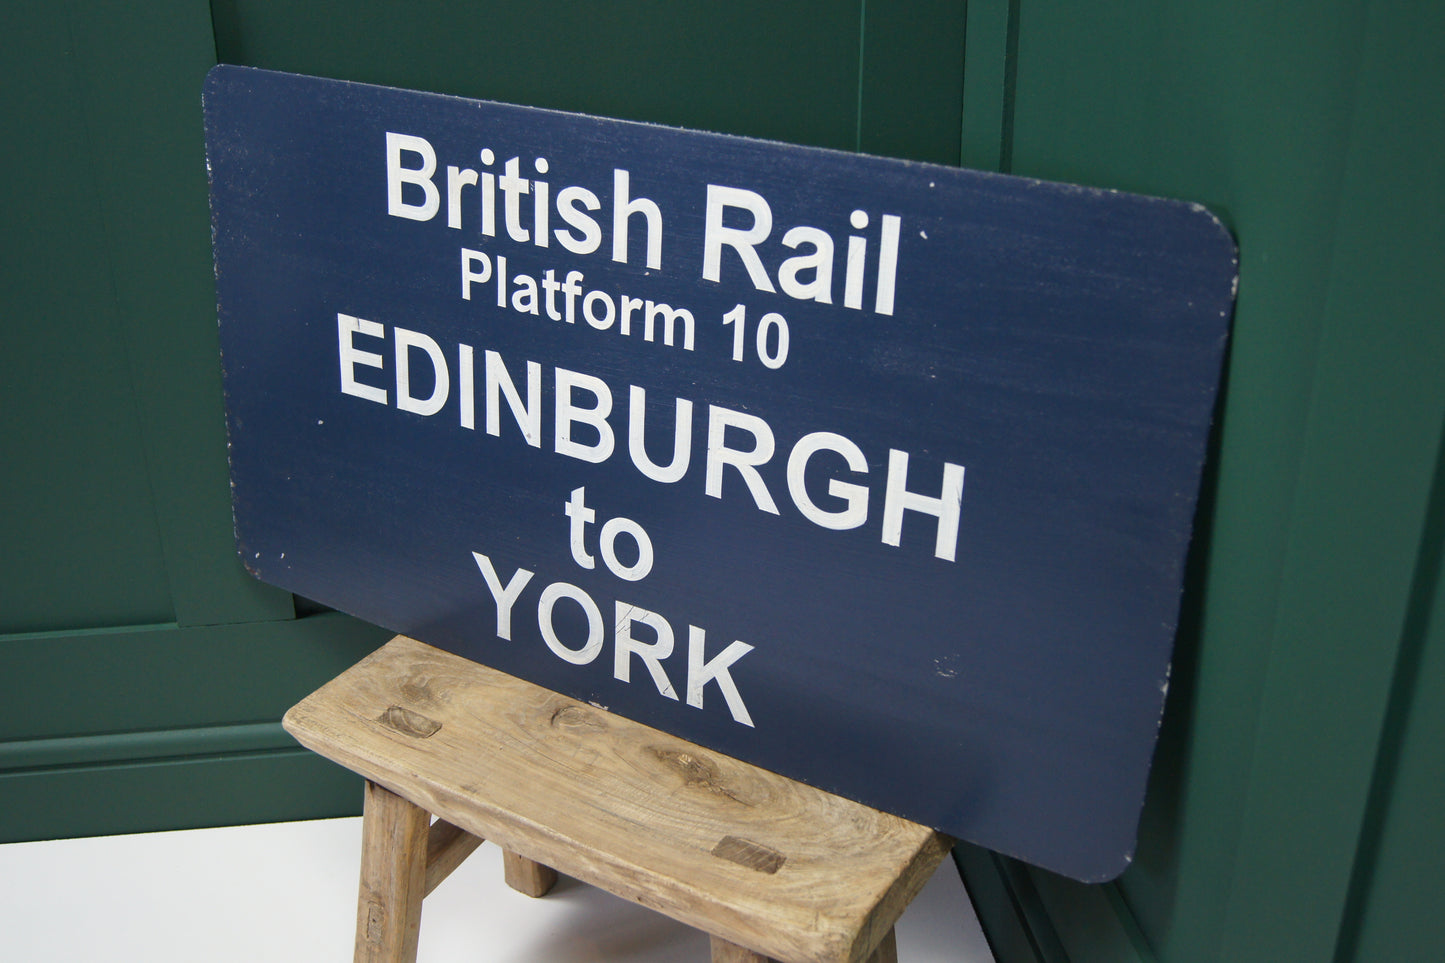 British Rail
Platform 10
EDINBURGH
to
YORK